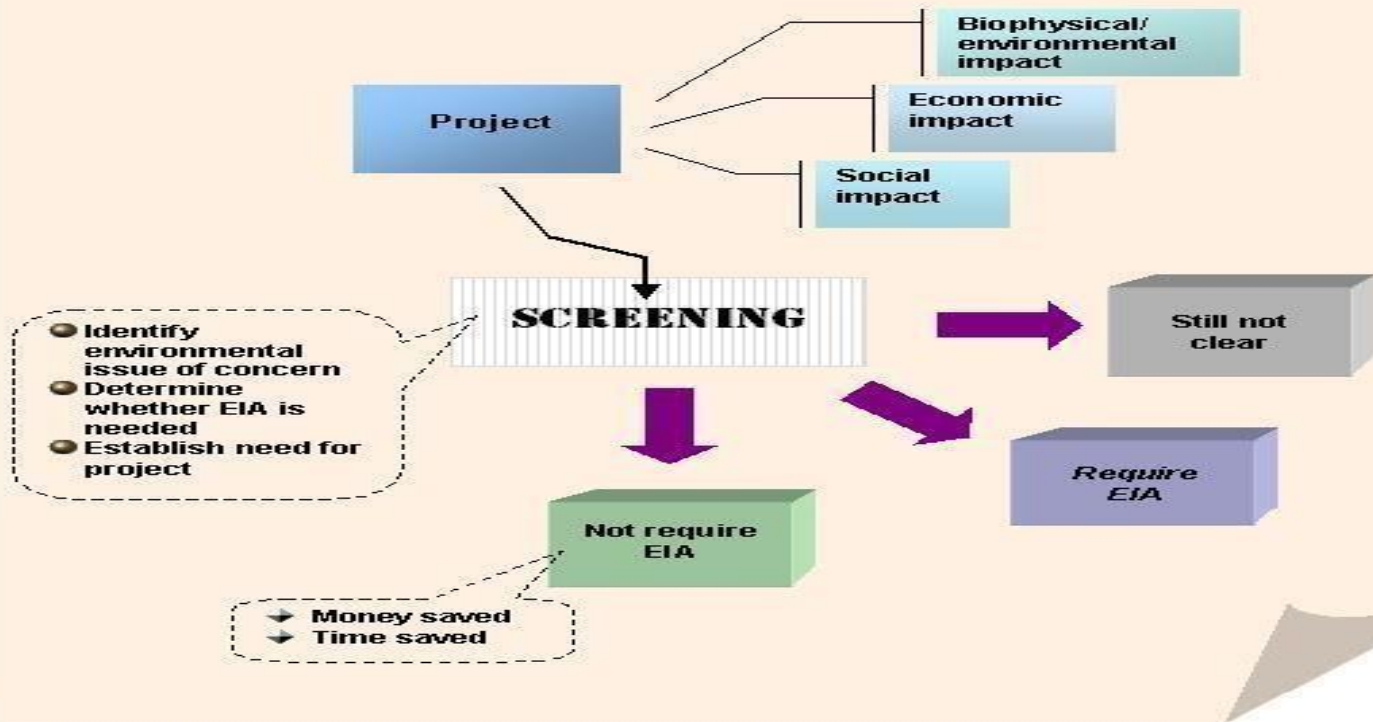 Biophysical/
environmental
impact
Project
Economic
impact
Social
impact
SCREENING
Identify
environmental
issue of concern
Determine
whether EIA is
needed
Establish need for
project
Still not
clear
Require
EIA
Not require
EIA
Money saved
Time saved